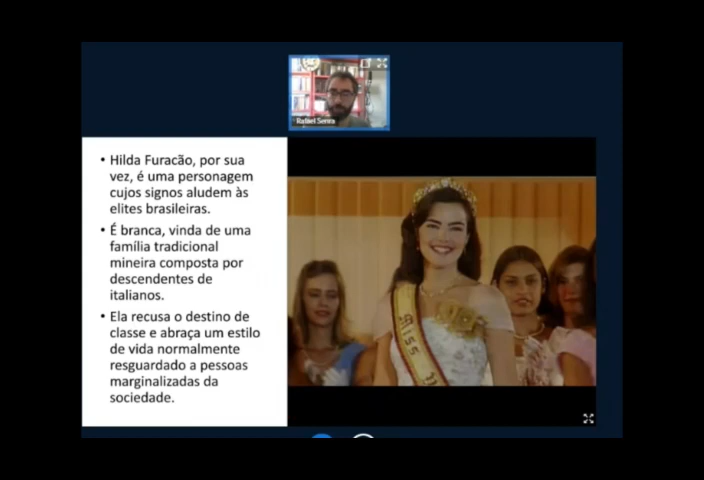 Rafael Senra
• Hilda Furacão, por sua
vez, é uma personagem
cujos signos aludem às
elites brasileiras.
• É branca, vinda de uma
família tradicional
mineira composta por
descendentes de
italianos.
• Ela recusa o destino de
classe e abraça um estilo
de vida normalmente
resguardado a pessoas
marginalizadas da
sociedade.
Miss